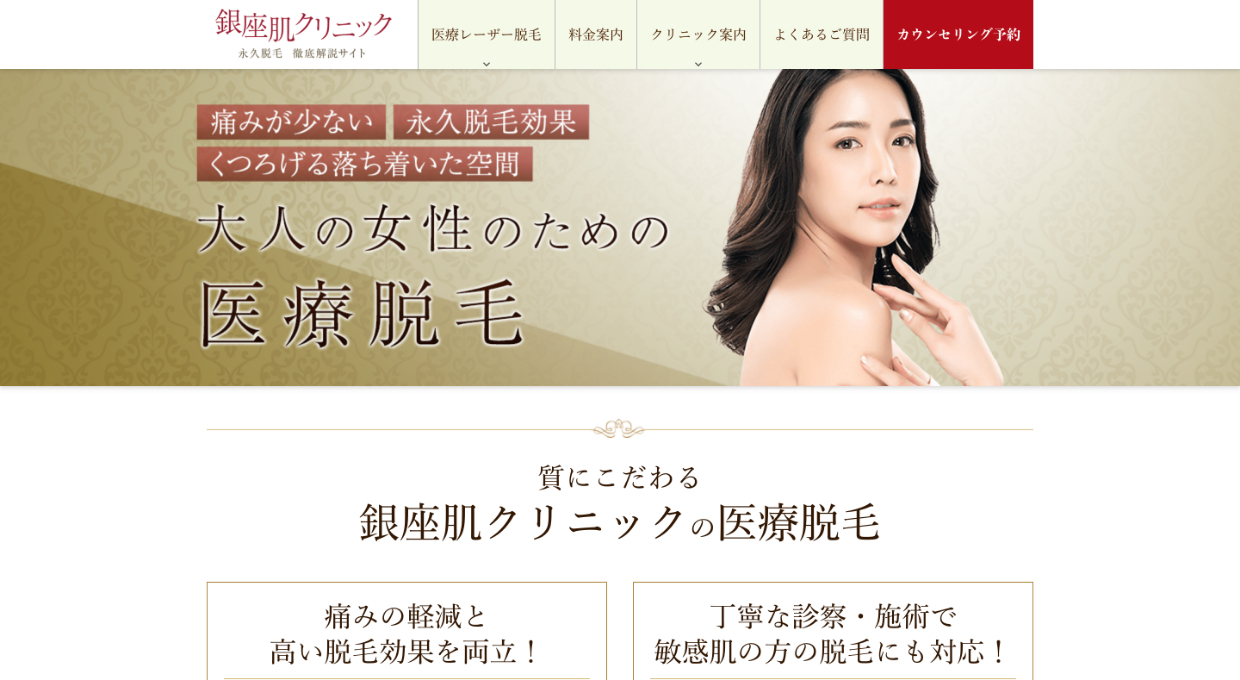 銀座肌クリニック
永久脱毛 徹底解説サイト
医療レーザー脱毛
料金案内
クリニック案内
よくあるご質問
カウンセリング予約
痛みが少ない 永久脱毛効果
くつろげる落ち着いた空間
大人の女性のための
医療脱毛
質にこだわる
銀座肌クリニックの医療脱毛
痛みの軽減と
高い脱毛効果を両立！
丁寧な診察・施術で
敏感肌の方の脱毛にも対応！